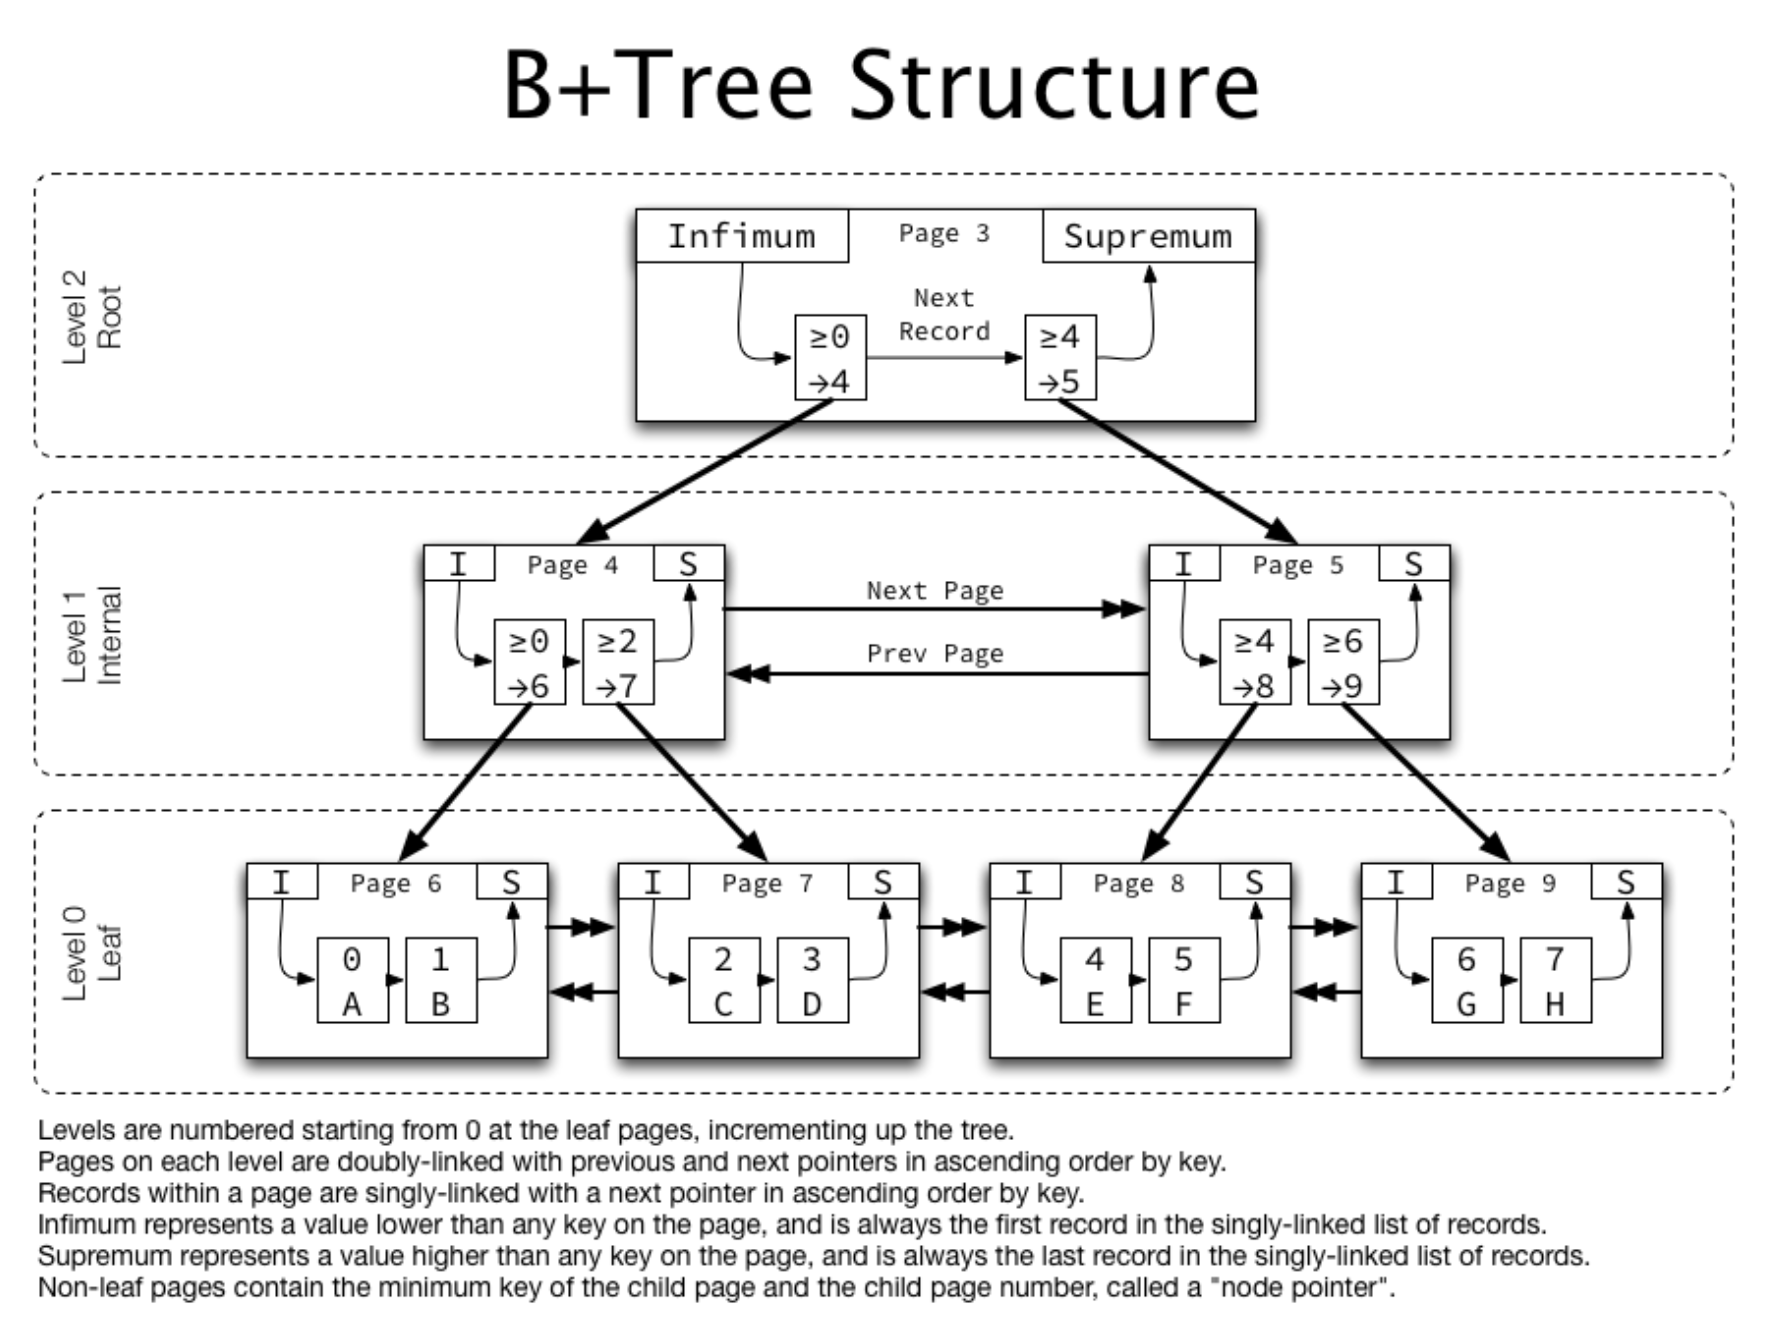 B+Tree Structure
Level 2
Root
Infimum
Page 3
Supremum
Next
Record
≥0
→4
≥4
→5
Level 1
Internal
I
Page 4
S
≥0
→6
≥2
→7
Next Page
Prev Page
I
Page 5
S
≥4
→8
≥6
→9
Level 0
Leaf
I
Page 6
S
0
A
1
B
I
Page 7
S
2
C
3
D
I
Page 8
S
4
E
5
F
I
Page 9
S
6
G
7
H
Levels are numbered starting from 0 at the leaf pages, incrementing up the tree.
Pages on each level are doubly-linked with previous and next pointers in ascending order by key.
Records within a page are singly-linked with a next pointer in ascending order by key.
Infimum represents a value lower than any key on the page, and is always the first record in the singly-linked list of records.
Supremum represents a value higher than any key on the page, and is always the last record in the singly-linked list of records.
Non-leaf pages contain the minimum key of the child page and the child page number, called a "node pointer".